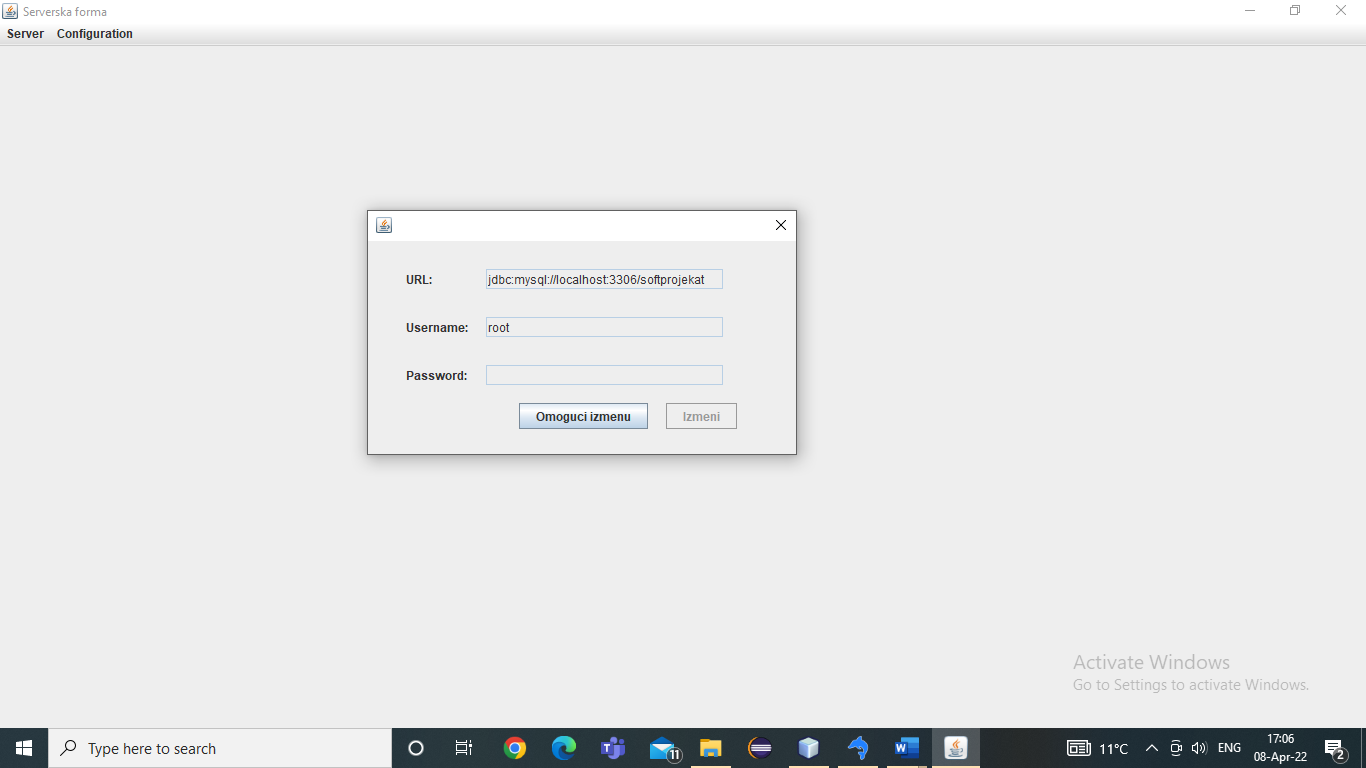 Serverska forma
Server Configuration
URL: jdbc:mysql://localhost:3306/softprojekat
Username: root
Password:
Omoguci izmenu Izmeni
Activate Windows
Go to Settings to activate Windows.
Type here to search 11 11°C ENG 17:06
08-Apr-22 2